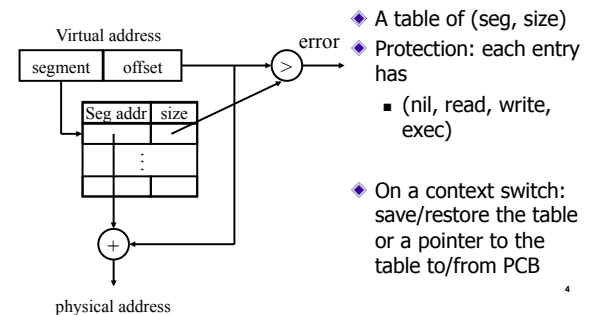 Virtual address
segment offset
> error
Seg addr size
⋮
+
physical address
◆ A table of (seg, size)
◆ Protection: each entry
has
▪ (nil, read, write,
exec)
◆ On a context switch:
save/restore the table
or a pointer to the
table to/from PCB
4